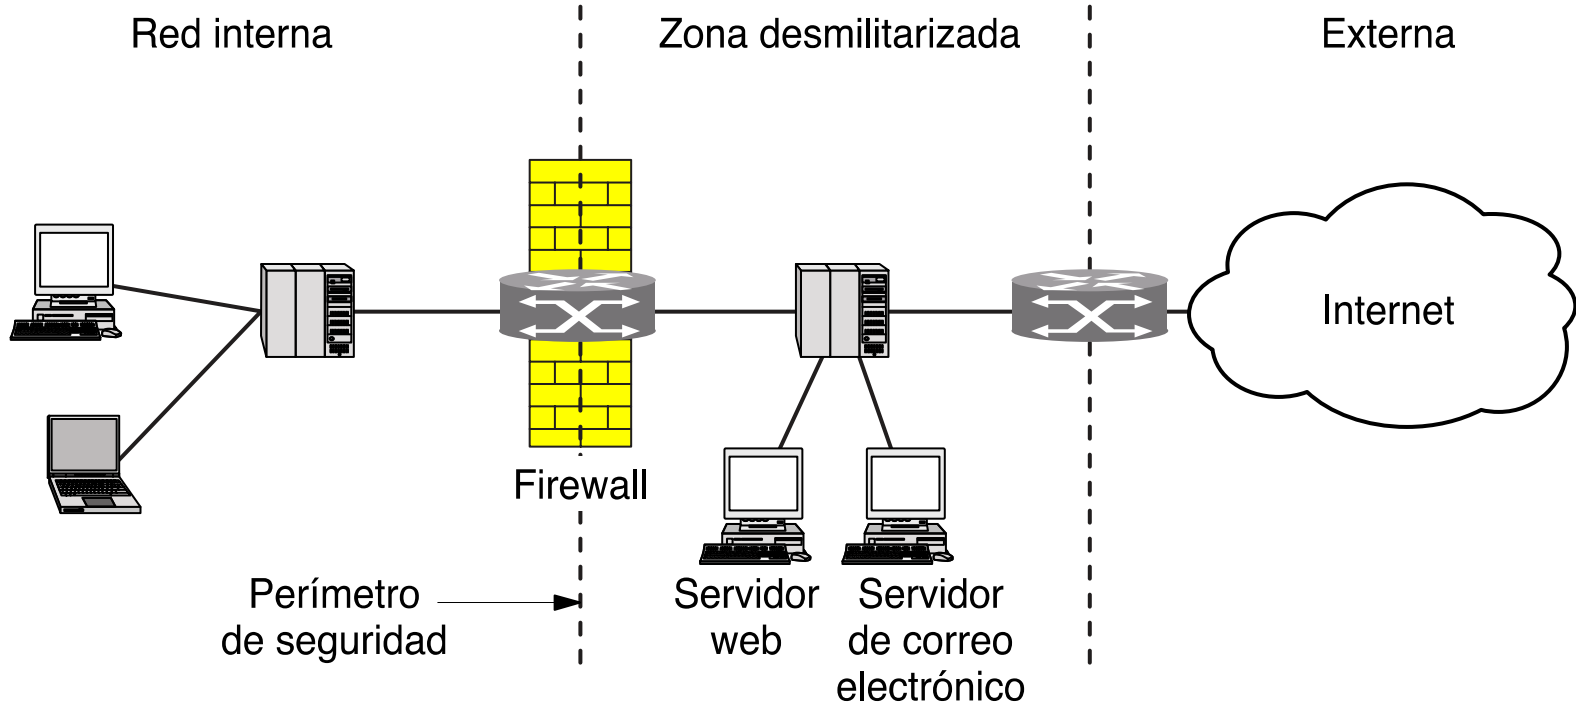 Red interna
Zona desmilitarizada
Externa
Internet
Firewall
Perímetro
de seguridad
Servidor
web
Servidor
de correo
electrónico